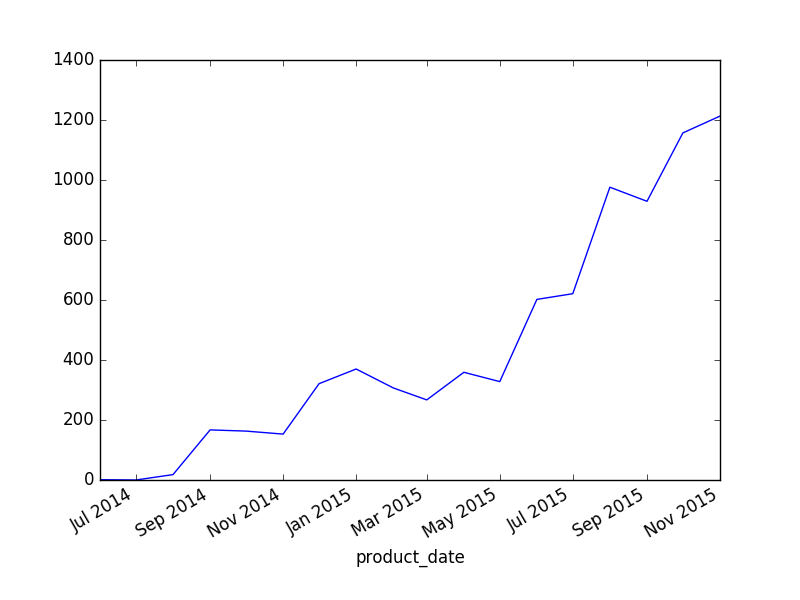 1400
1200
1000
800
600
400
200
0
Jul 2014
Sep 2014
Nov 2014
Jan 2015
Mar 2015
May 2015
Jul 2015
Sep 2015
Nov 2015
product_date